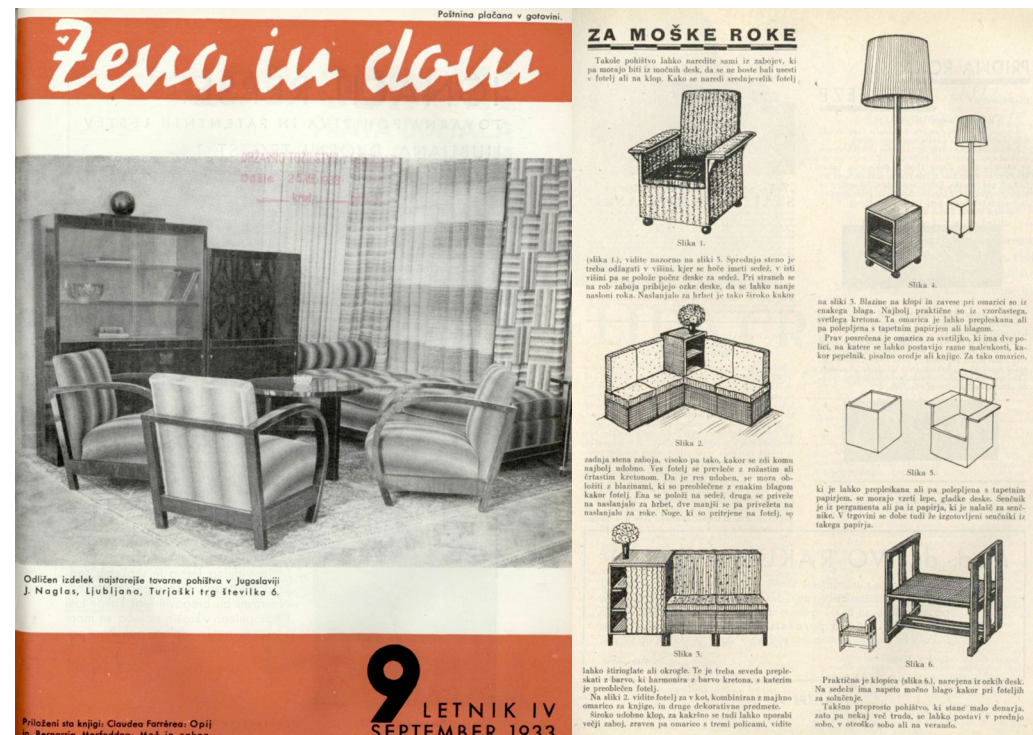 Poštnina plačana v gotovini.
Žena in dom
Odličen izdelek najstarejše tovarne pohištva v Jugoslaviji
J. Naglas, Ljubljana, Turjaški trg številka 6.
9
LETNIK IV
SEPTEMBER 1933
Priloženi sta knjigi: Claudea Farrérea: Opij
ZA MOŠKE ROKE
Takole pohištvo lahko naredite sami iz zabojev, ki
pa morajo biti iz močnih desk, da se ne boste bali usesti
v fotelj ali na klop. Kako se naredi srednjevelik fotelj
Slika 1.
(slika 1.), vidite nazorno na sliki 5. Sprednjo steno je
treba odžagati v višini, kjer se hoče imeti sedež, v isti
višini pa se polože počez deske za sedež. Pri straneh se
na rob zaboja pribijejo ozke deske, da se lahko nanje
nasloni roka. Naslanjalo za hrbet je tako široko kakor
Slika 2.
zadnja stena zaboja, visoko pa tako, kakor se zdi komu
najbolj udobno. Ves fotelj se prevleče z rožastim ali
črtastim kretonom. Da je res udoben, se mora ob-
ložiti z blazinami, ki so preoblečene z enakim blagom
kakor fotelj. Ena se položi na sedež, druga se priveže
na naslanjalo za hrbet, dve manjši se pa privežeta na
naslanjalo za roke. Noge, ki so pritrjene na fotelj, so
Slika 3.
lahko štiroglate ali okrogle. Te je treba seveda preple-
skati z barvo, ki harmonira z barvo kretona, s katerim
je preoblečen fotelj.
Na sliki 2. vidite fotelj za v kot, kombiniran z majhno
omarico za knjige, in druge dekorativne predmete.
Široko udobno klop, za kakršno se tudi lahko uporabi
večji zaboj, zraven pa omarico s tremi policami, vidite
Slika 4.
na sliki 3. Blazine na klopi in zavese pri omarici so iz
enakega blaga. Najbolj praktične so iz vzorčastega,
svetlega kretona. Ta omarica je lahko prepleskana ali
pa polepljena s tapetnim papirjem ali blagom.
Prav posrečena je omarica za svetiljko, ki ima dve po-
lici, na katere se lahko postavijo razne malenkosti, ka-
kor pepelnik, pisalno orodje ali knjige. Za tako omarico,
Slika 5.
ki je lahko prepleskana ali pa polepljena s tapetnim
papirjem, se morajo vzeti lepe, gladke deske. Senčnik
je iz pergamenta ali pa iz papirja, ki je nalašč za senč-
nike. V trgovini se dobe tudi že izgotovljeni senčniki iz
takega papirja.
Slika 6.
Praktična je klopica (slika 6.), narejena iz ozkih desk.
Na sedežu ima napeto močno blago kakor pri foteljih
za solnčenje.
Takšno preprosto pohištvo, ki stane malo denarja,
zato pa nekaj več truda, se lahko postavi v prednjo
sobo, v otroško sobo ali na verando.